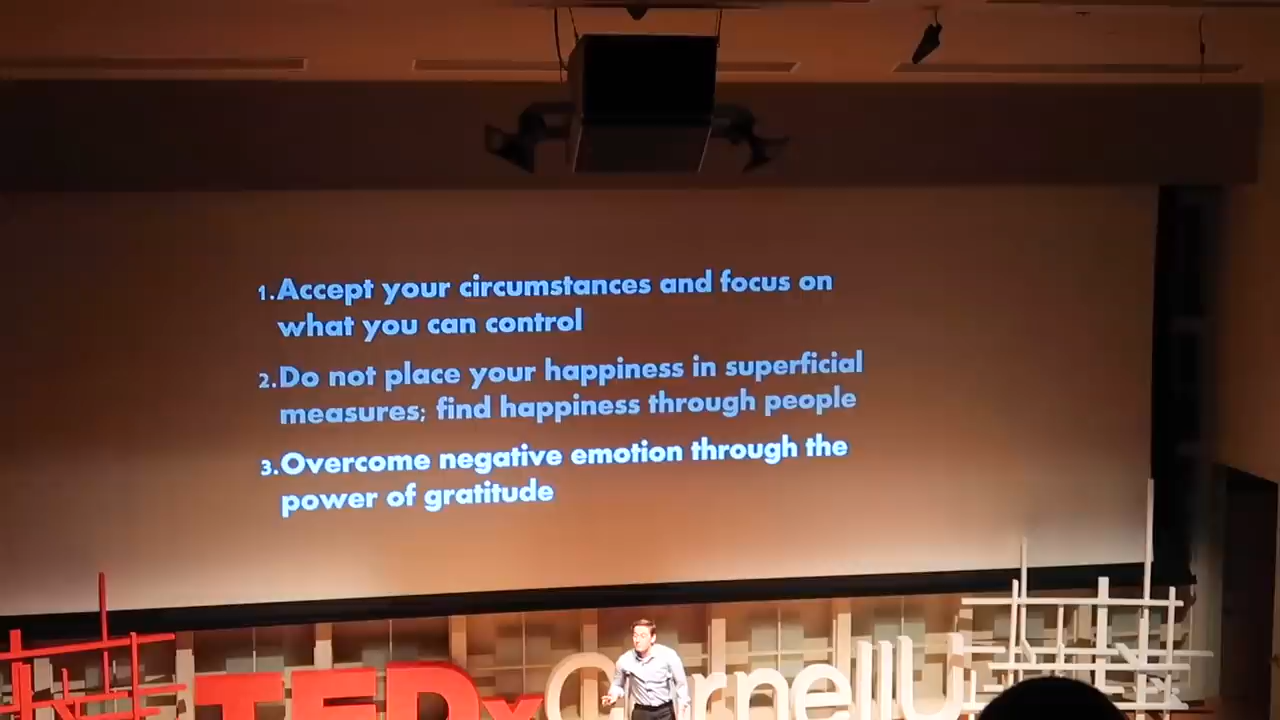 1.Accept your circumstances and focus on
what you can control
2.Do not place your happiness in superficial
measures; find happiness through people
3.Overcome negative emotion through the
power of gratitude
TEDxCornellU